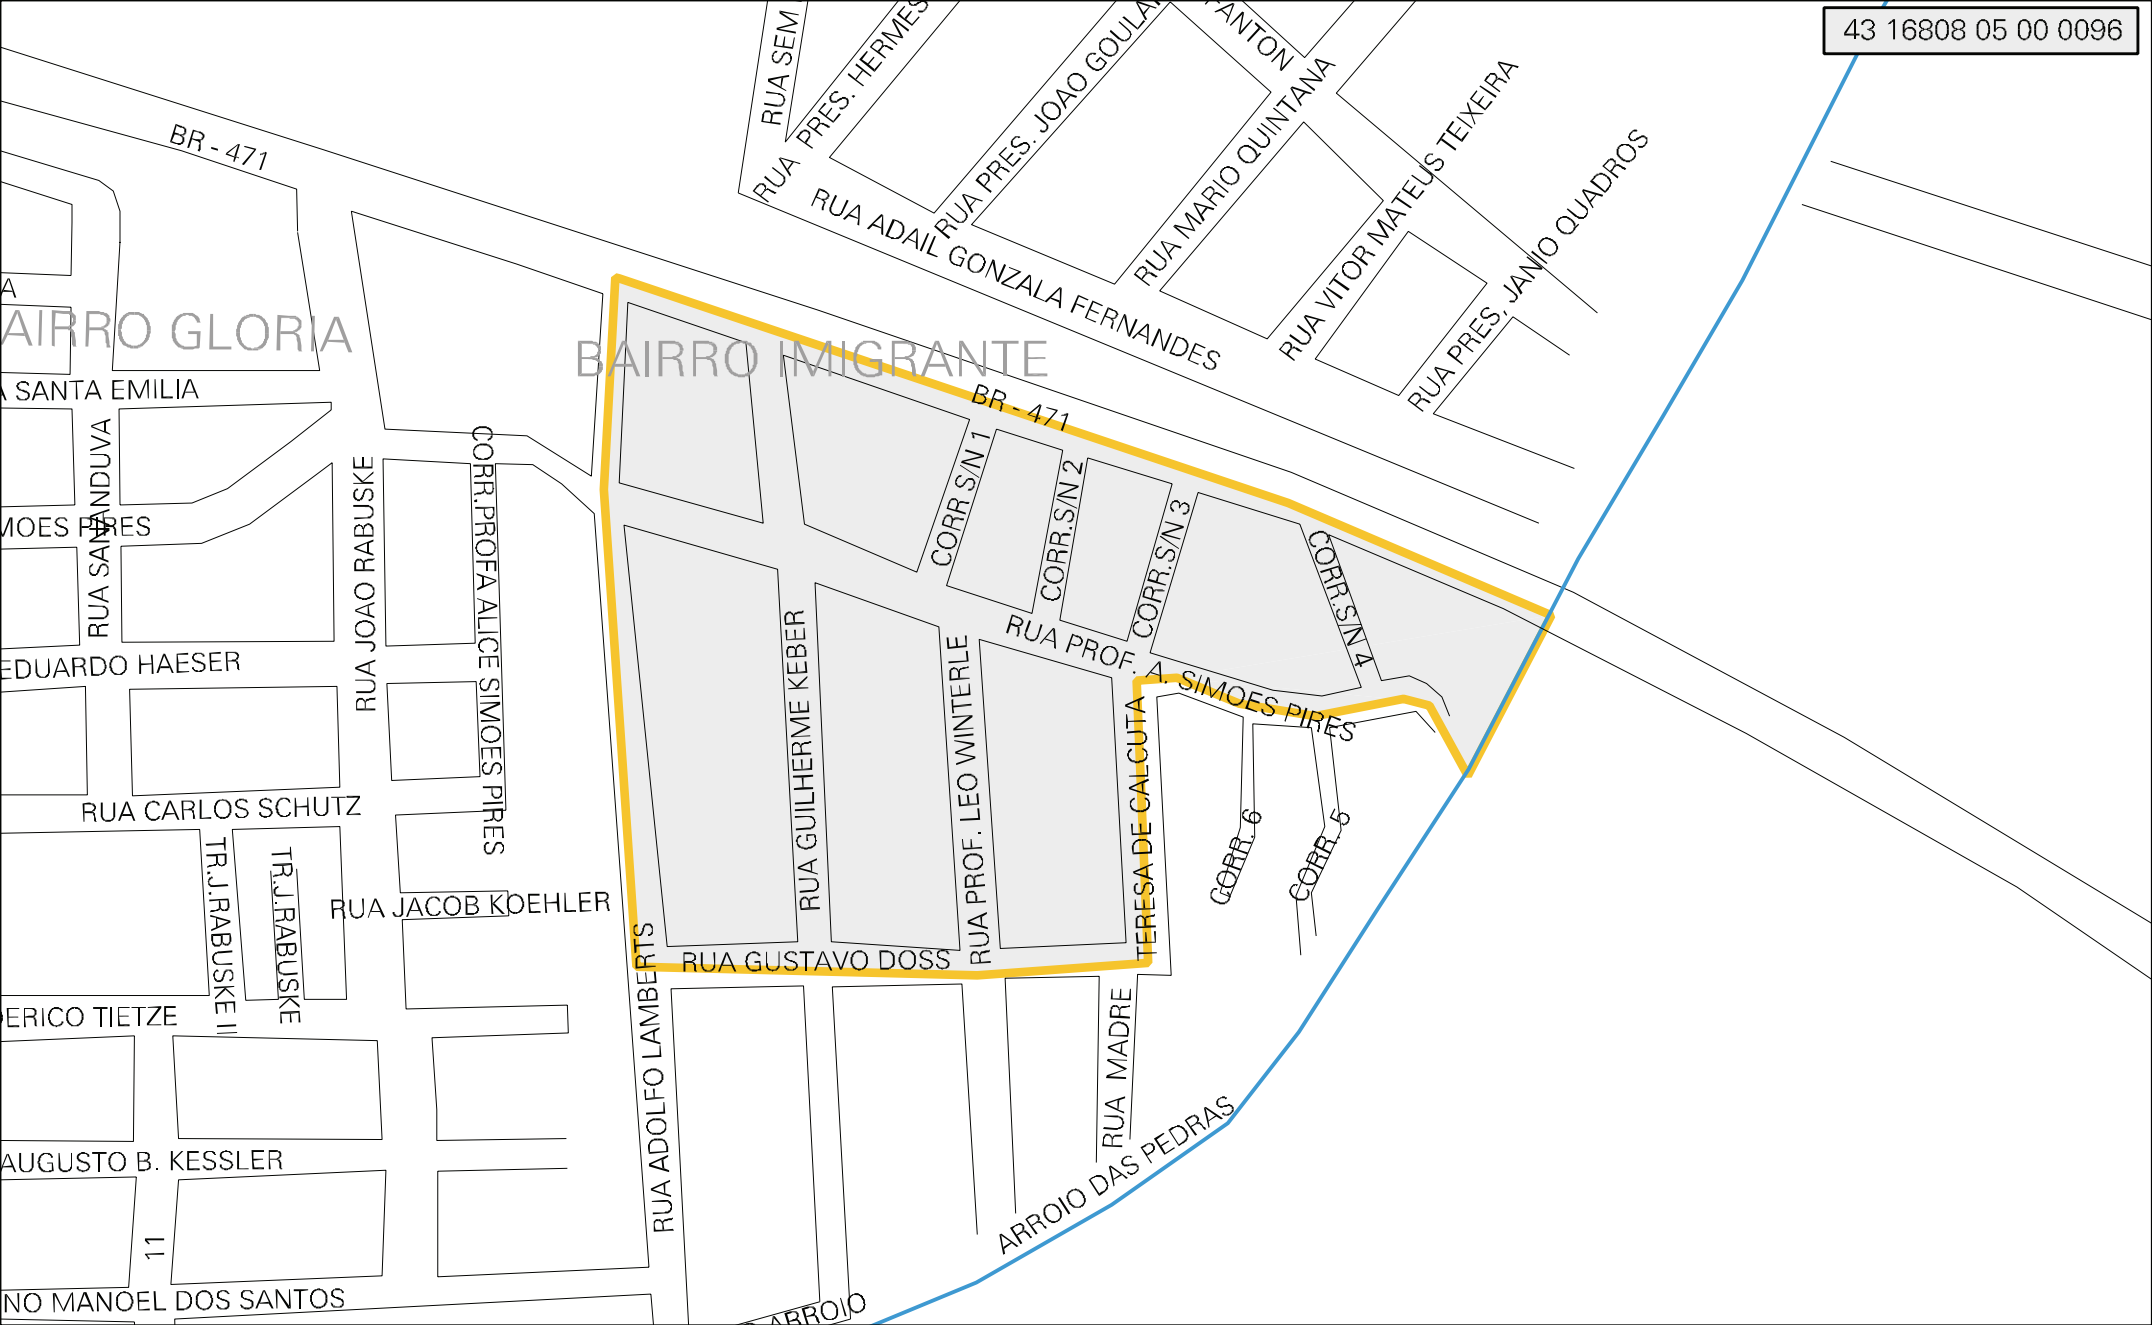 43 16808 05 00 0096
RUA SEM
RUA PRES. HERMES
RUA PRES. JOAO GOULA
FANTON
RUA MARIO QUINTANA
RUA VITOR MATEUS TEIXEIRA
RUA PRES, JANIO QUADROS
RUA ADAIL GONZALA FERNANDES
BR - 471
A
AIRRO GLORIA
BAIRRO IMIGRANTE
BR - 471
A SANTA EMILIA
RUA SANANDUVA
MOES PIRES
RUA JOAO RABUSKE
CORR.PROFA ALICE SIMOES PIRES
CORR S/N 1
CORR.S/N 2
CORR.S/N 3
CORR.S/N 4
RUA PROF. A. SIMOES PIRES
EDUARDO HAESER
RUA GUILHERME KEBER
RUA PROF. LEO WINTERLE
TERESA DE CALCUTA
RUA MADRE
CORR. 6
CORR. 5
RUA CARLOS SCHUTZ
TR.J.RABUSKE II
TR.J.RABUSKE
RUA JACOB KOEHLER
RUA GUSTAVO DOSS
RUA ADOLFO LAMBERTS
ERICO TIETZE
AUGUSTO B. KESSLER
11
NO MANOEL DOS SANTOS
ARROIO DAS PEDRAS
ARROIO